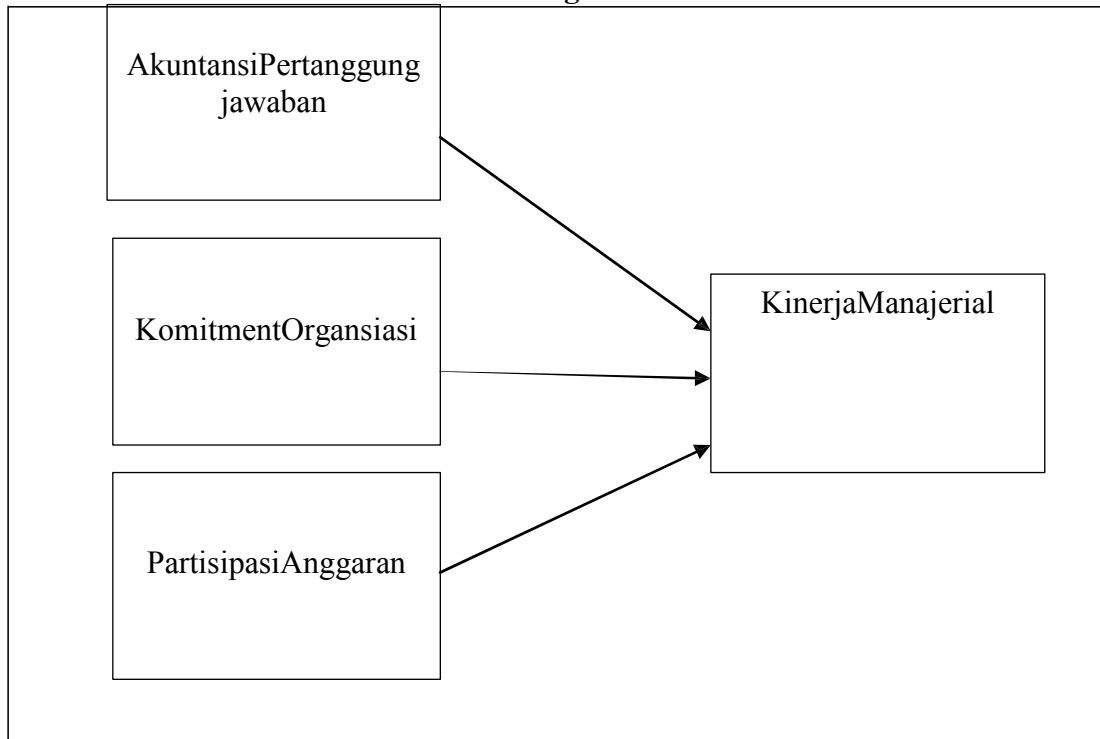 AkuntansiPertanggung
jawaban
KomitmentOrgansiasi
KinerjaManajerial
PartisipasiAnggaran